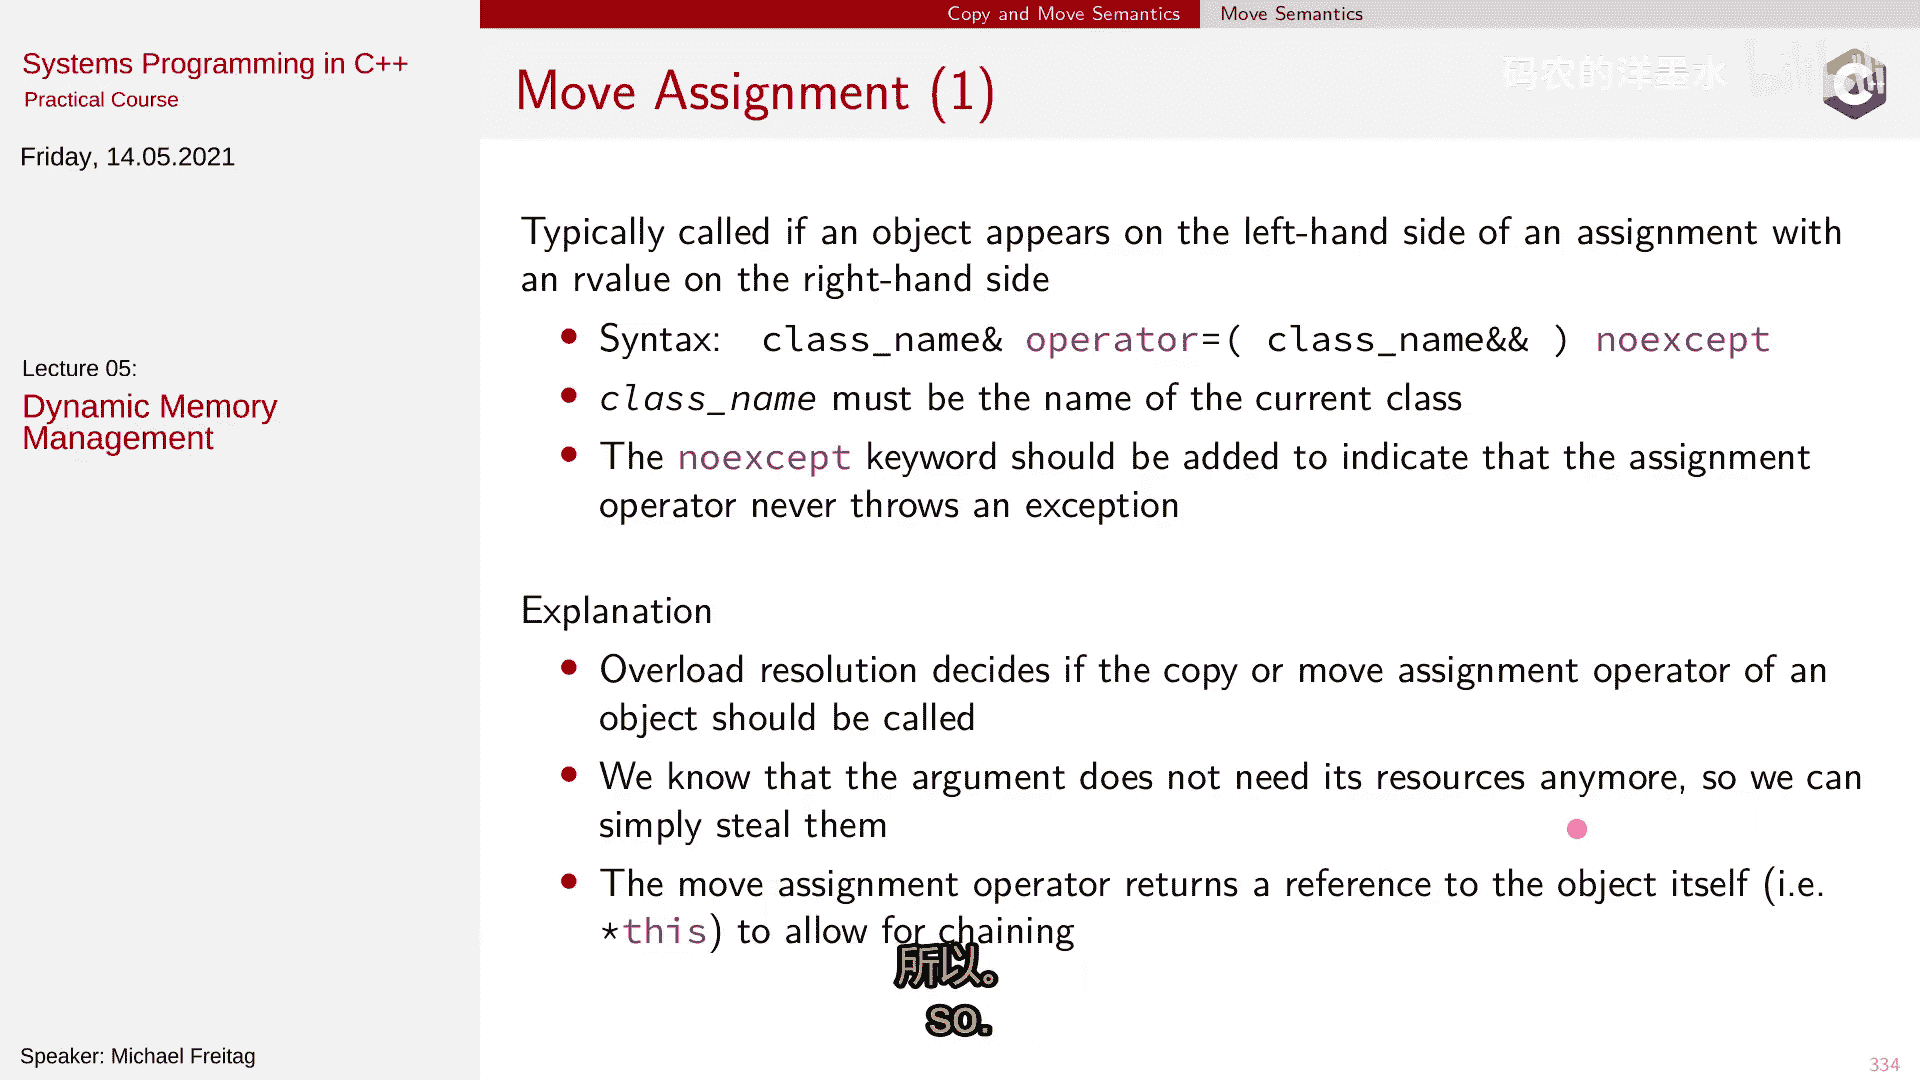 Copy and Move Semantics
Move Semantics
Systems Programming in C++
Practical Course
Friday, 14.05.2021
Lecture 05:
Dynamic Memory
Management
Speaker: Michael Freitag
Move Assignment (1)
码农的洋墨水
Typically called if an object appears on the left-hand side of an assignment with
an rvalue on the right-hand side
• Syntax: class_name& operator=( class_name&& ) noexcept
• class_name must be the name of the current class
• The noexcept keyword should be added to indicate that the assignment
operator never throws an exception
Explanation
• Overload resolution decides if the copy or move assignment operator of an
object should be called
• We know that the argument does not need its resources anymore, so we can
simply steal them
• The move assignment operator returns a reference to the object itself (i.e.
*this) to allow for chaining
所以。
so.
334